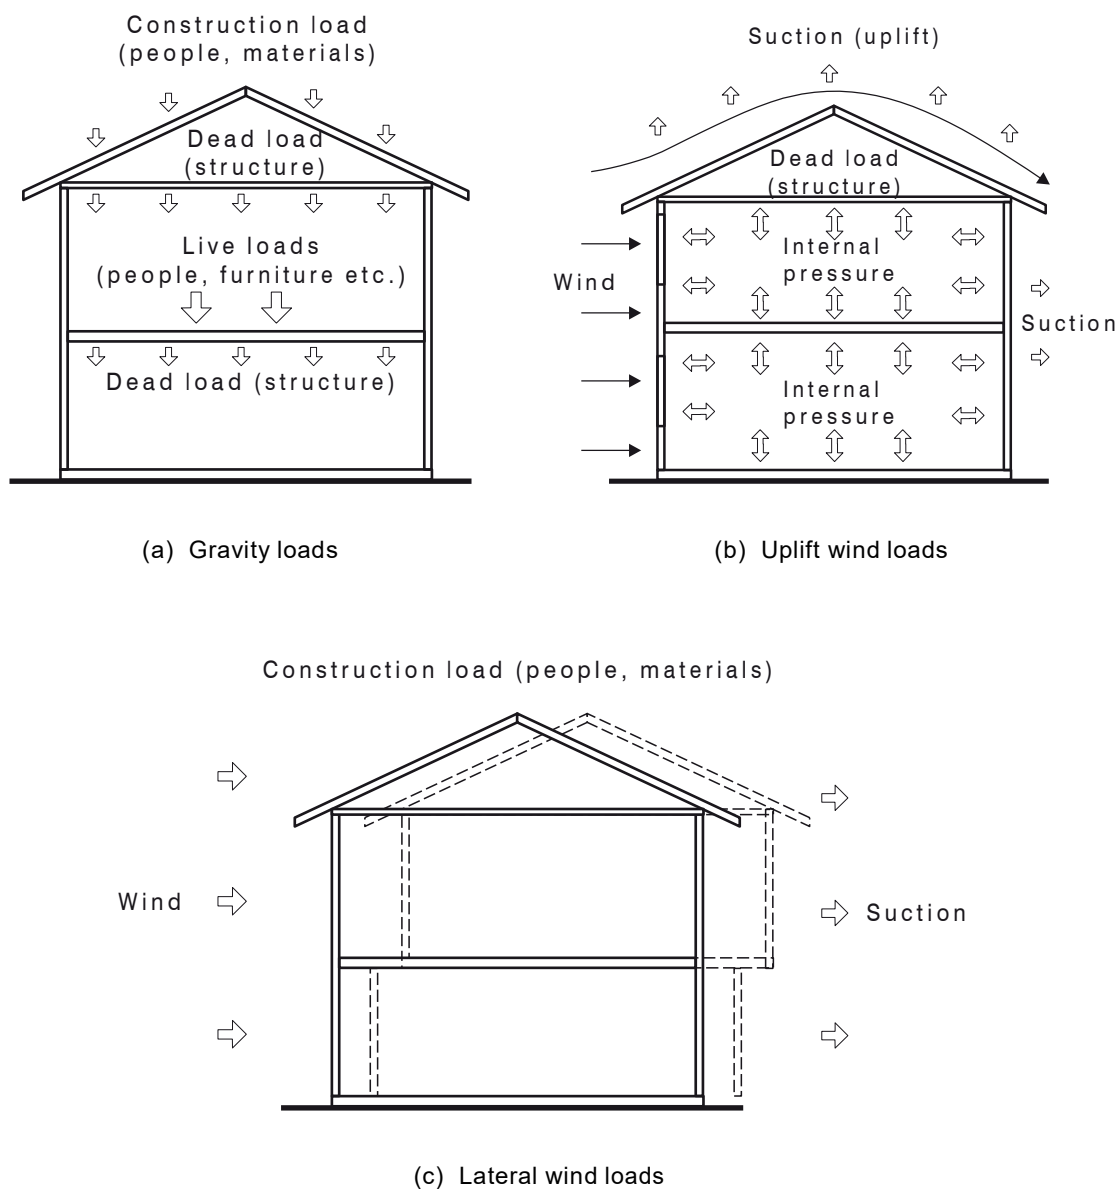 Construction load
(people, materials)
Dead load
(structure)
Live loads
(people, furniture etc.)
Dead load (structure)
(a) Gravity loads
Suction (uplift)
Dead load
(structure)
Internal
pressure
Wind
Suction
Internal
pressure
(b) Uplift wind loads
Construction load (people, materials)
Wind
Suction
(c) Lateral wind loads